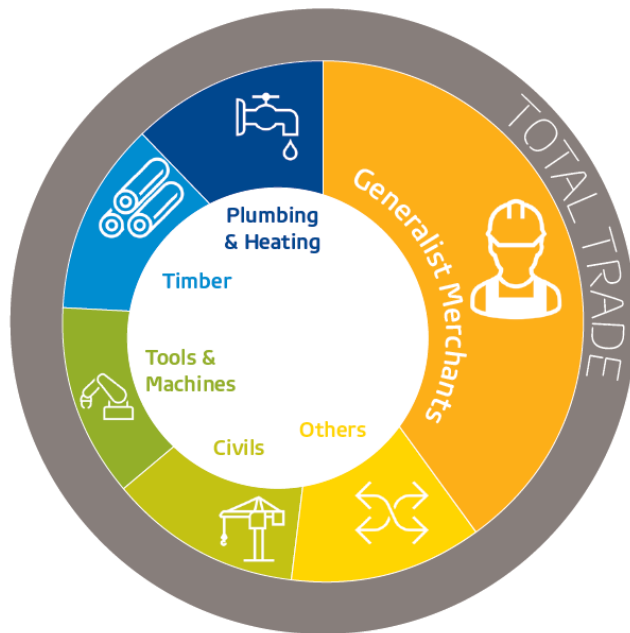 TOTAL TRADE
Generalist Merchants
Plumbing
& Heating
Timber
Tools &
Machines
Civils
Others